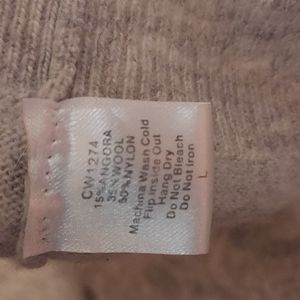 CW1274
15%ANGORA
35%WOOL
50%NYLON
Machina Wash Cold
Flip inside Out
Hang Dry
Do Not Bleach
Do Not iron
L